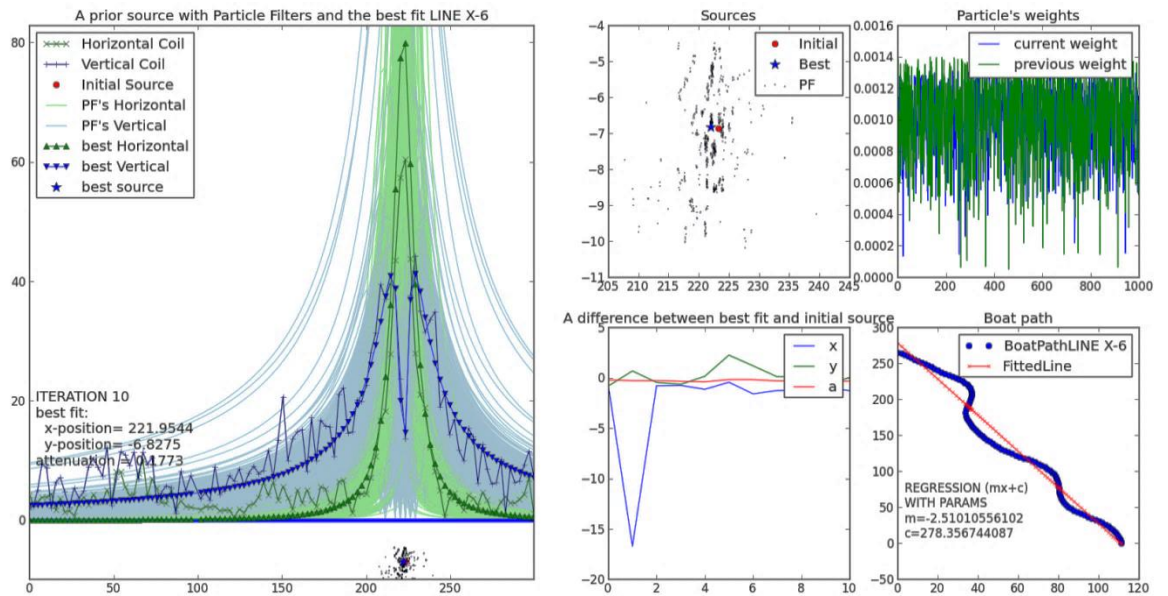 A prior source with Particle Filters and the best fit LINE X-6
80
60
40
20
0
0 50 100 150 200 250
Horizontal Coil
Vertical Coil
Initial Source
PF's Horizontal
PF's Vertical
best Horizontal
best Vertical
best source
ITERATION 10
best fit:
x-position= 221.9544
y-position= -6.8275
attenuation = 0.1773
Sources
-4
-5
-6
-7
-8
-9
-10
-11
205 210 215 220 225 230 235 240 245
Initial
Best
PF
Particle's weights
0.0016
0.0014
0.0012
0.0010
0.0008
0.0006
0.0004
0.0002
0.0000
0 200 400 600 800 1000
current weight
previous weight
A difference between best fit and initial source
5
0
-5
-10
-15
-20
0 2 4 6 8 10
x
y
a
Boat path
300
250
200
150
100
50
0
-50
0 20 40 60 80 100 120
BoatPathLINE X-6
FittedLine
REGRESSION (mx+c)
WITH PARAMS
m=-2.51010556102
c=278.356744087